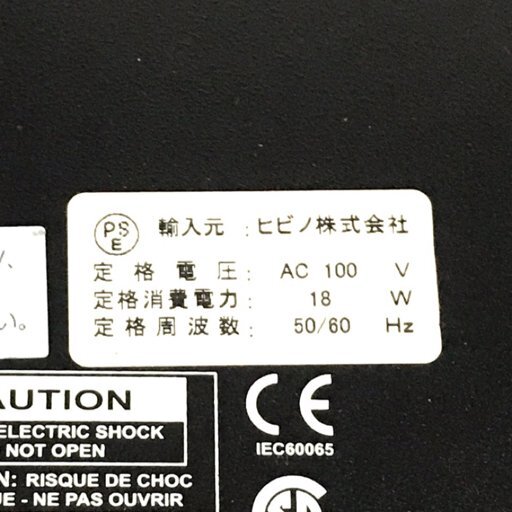 PS
E
輸入元 : ヒビノ株式会社
定格電圧: AC 100 V
定格消費電力: 18 W
定格周波数: 50/60 Hz
い。
AUTION
ELECTRIC SHOCK
NOT OPEN
CE
IEC60065
: RISQUE DE CHOC
- NE PAS OUVRIR